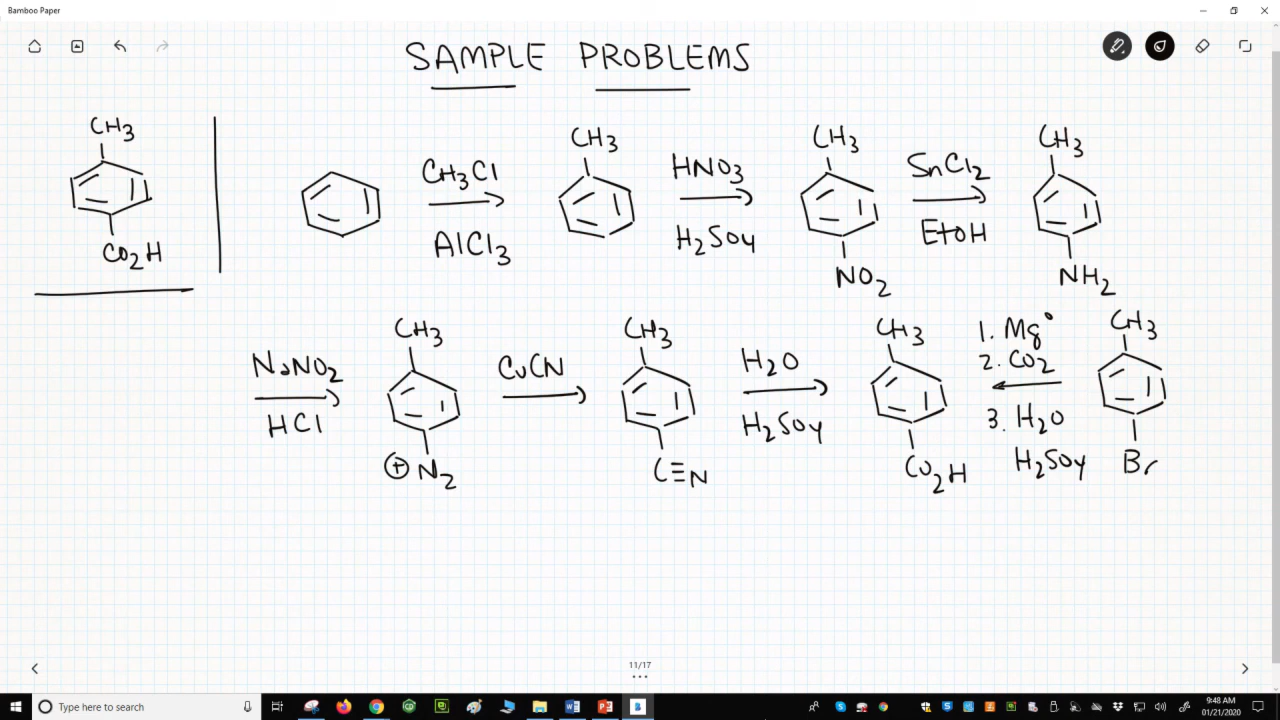 Bamboo Paper
SAMPLE PROBLEMS
CH3
CO2H
CH3Cl
AlCl3
CH3
HNO3
H2SO4
CH3
NO2
SnCl2
EtOH
CH3
NH2
NaNO2
HCl
CH3
⊕N2
CuCN
CH3
C≡N
H2O
H2SO4
CH3
CO2H
1. Mg°
2. CO2
3. H2O
H2SO4
CH3
Br
11/17
Type here to search
9:48 AM
01/21/2020